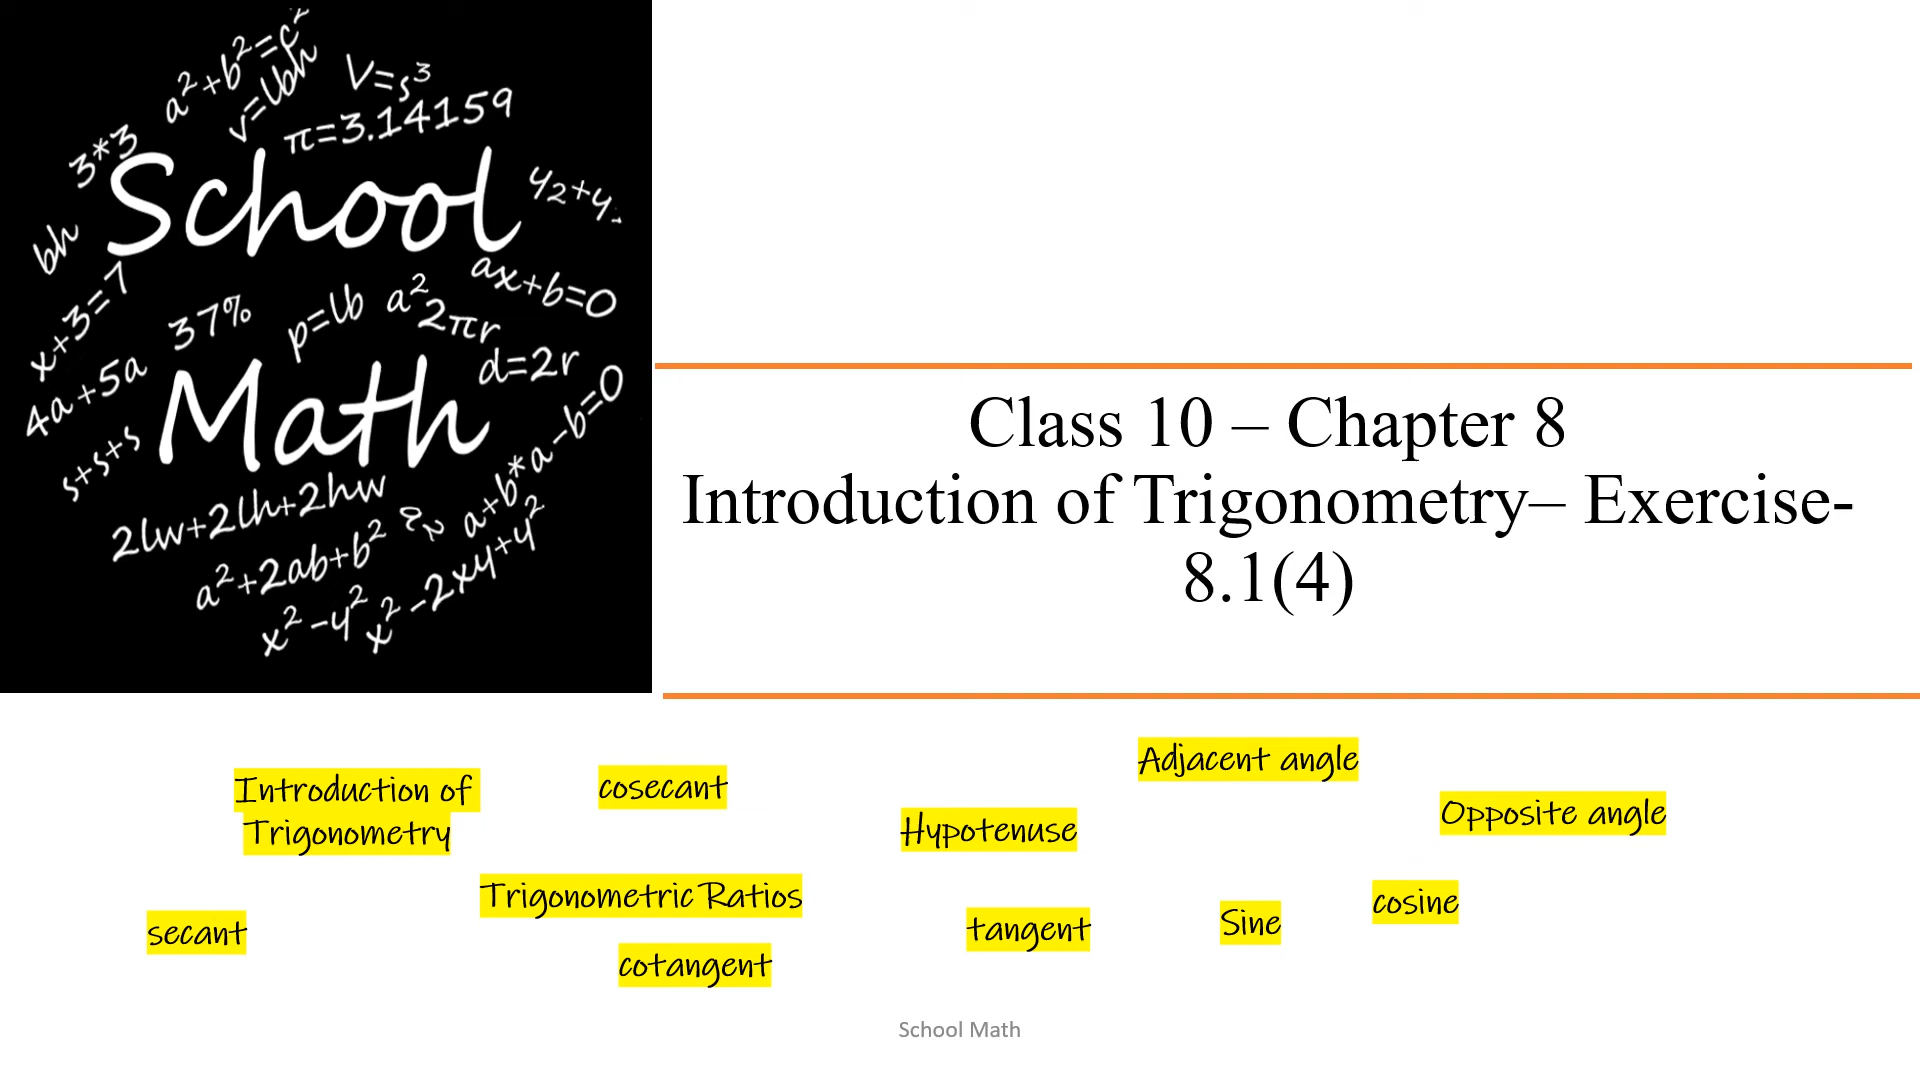 a²+b²=c²
v=lbh
V=s³
π=3.14159
3*3
School
y2+y
bh
ax+b=0
x+3=7
37%
p=lb
a²
2πr
d=2r
4a+5a
Math
a+b*a-b=0
s+s+s
2lw+2lh+2hw
a²+2ab+b²
x²-y²
x²-2xy+y²
Class 10 – Chapter 8
Introduction of Trigonometry– Exercise-
8.1(4)
Adjacent angle
Introduction of
Trigonometry
cosecant
Opposite angle
Hypotenuse
Trigonometric Ratios
cosine
secant
tangent
Sine
cotangent
School Math